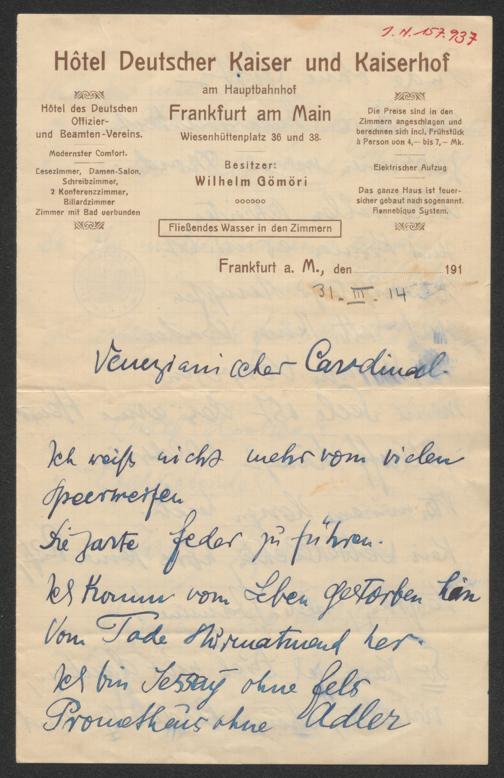 J.N. 157.937
Hôtel Deutscher Kaiser und Kaiserhof
am Hauptbahnhof
Frankfurt am Main
Wiesenhüttenplatz 36 und 38.
Besitzer:
Wilhelm Gömöri
Hôtel des Deutschen
Offizier-
und Beamten-Vereins.
Modernster Comfort.
Lesezimmer, Damen-Salon,
Schreibzimmer,
2 Konferenzzimmer,
Billardzimmer
Zimmer mit Bad verbunden
Die Preise sind in den
Zimmern angeschlagen und
berechnen sich incl. Frühstück
à Person von 4,— bis 7,— Mk.
Elektrischer Aufzug
Das ganze Haus ist feuer-
sicher gebaut nach sogenannt.
Hennebique System.
Fließendes Wasser in den Zimmern
Frankfurt a. M., den 191
31. III. 14
Venezianischer Cardinal.
Ich weiß nicht mehr vom vielen
Speerwerfen
Die zarte Feder zu führen.
Ich komm vom Leben gestorben hin
Vom Tode sturmatmend her.
Ich bin ohne Fels
Prometheus ohne Adler